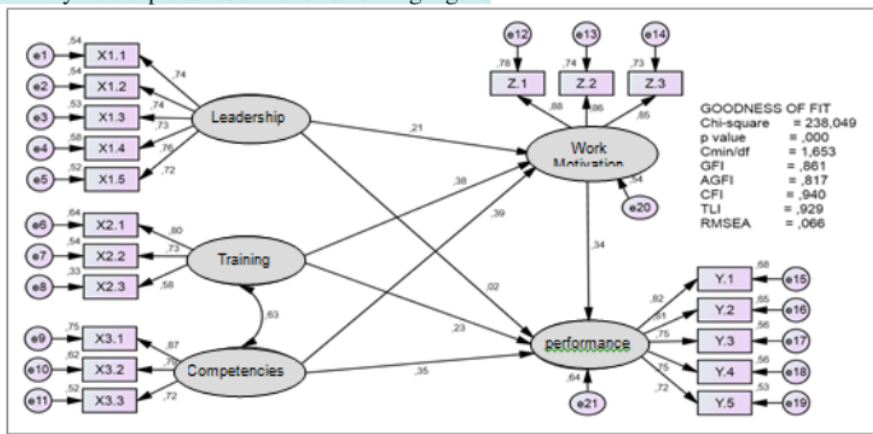 e1 ,54 X1.1
e2 ,54 X1.2
e3 ,53 X1.3
e4 ,58 X1.4
e5 ,52 X1.5
,74
,74
,73
,76
,72
Leadership
e6 ,64 X2.1
e7 ,54 X2.2
e8 ,33 X2.3
,80
,73
,58
Training
,63
e9 ,75 X3.1
e10 ,62 X3.2
e11 ,52 X3.3
,87
,72
Competencies
,21
,38
,39
,02
,23
,35
,34
e12 e13 e14
,78 ,74 ,73
Z.1 Z.2 Z.3
,88 ,86 ,85
Work
Motivation
,54
e20
GOODNESS OF FIT
Chi-square = 238,049
p value = ,000
Cmin/df = 1,653
GFI = ,861
AGFI = ,817
CFI = ,940
TLI = ,929
RMSEA = ,066
performance
,64
e21
,82
,75
,75
,72
Y.1 ,68 e15
Y.2 ,65 e16
Y.3 ,56 e17
Y.4 ,56 e18
Y.5 ,53 e19